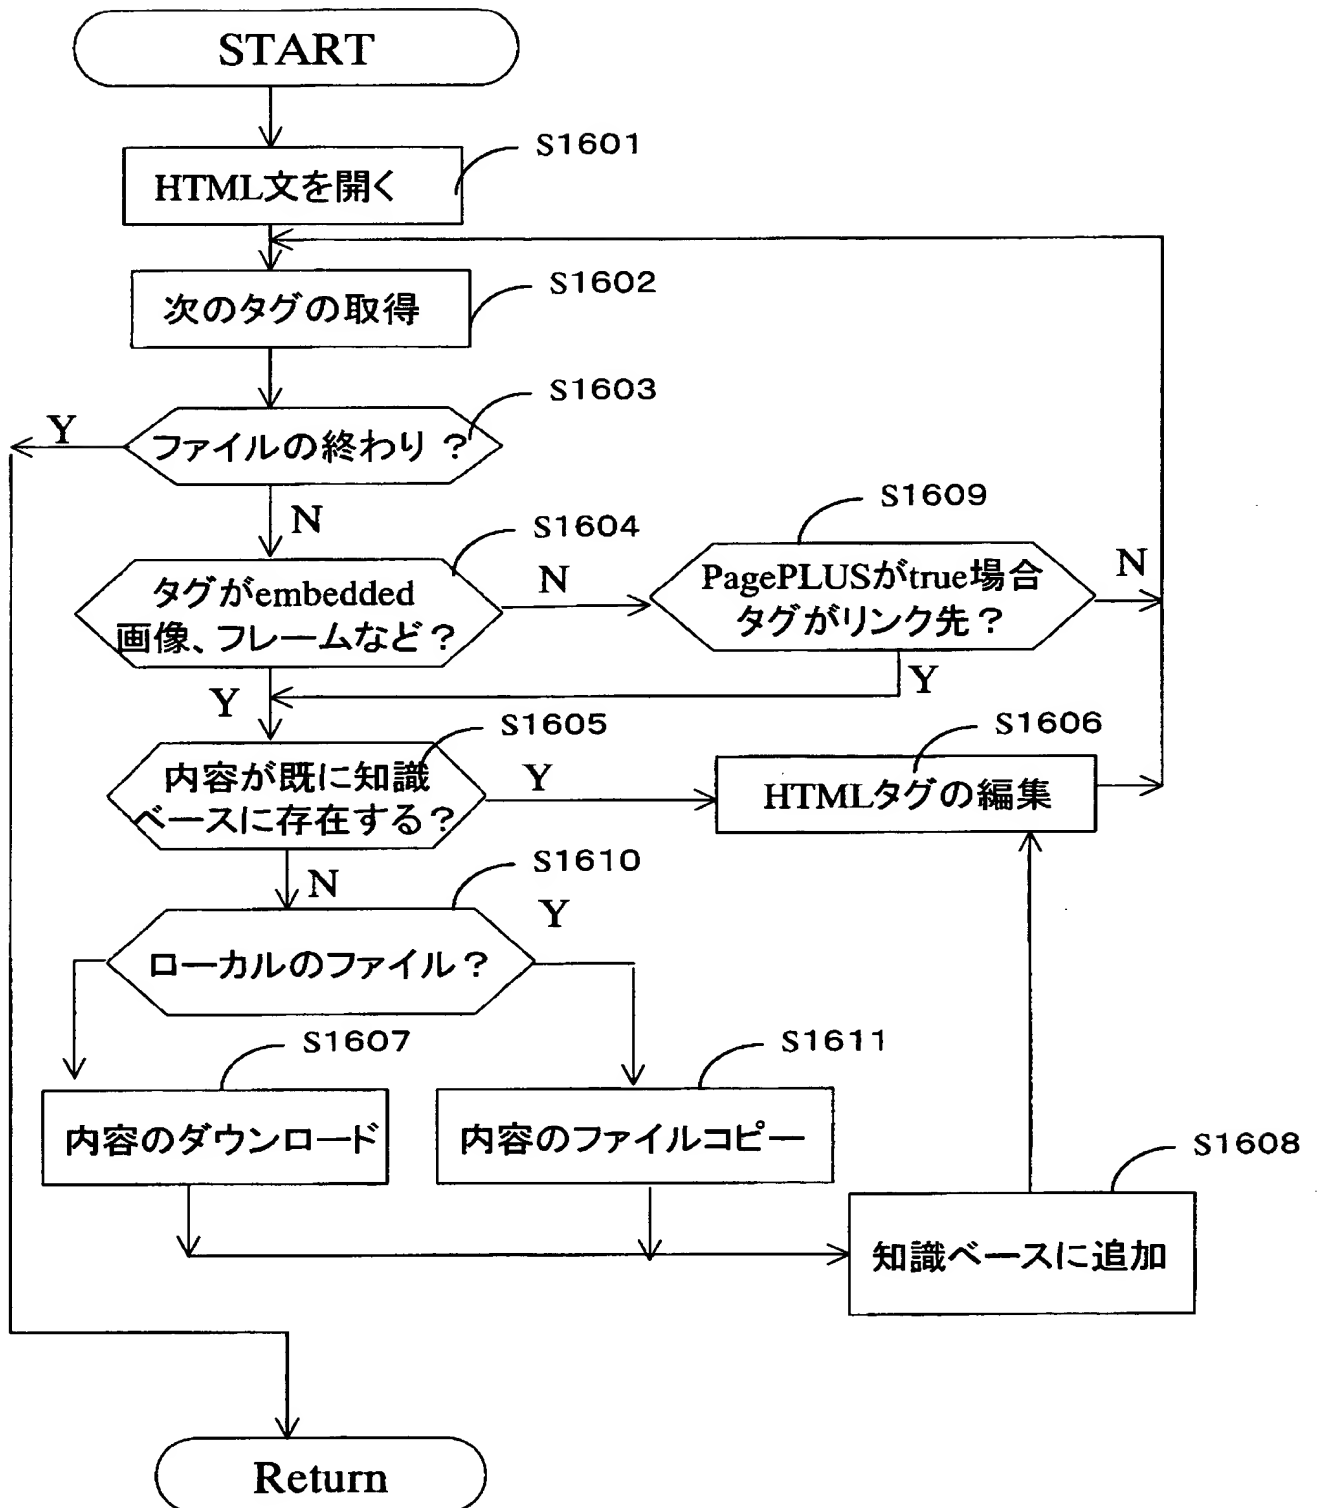 START
S1601
HTML文を開く
S1602
次のタグの取得
S1603
Y
ファイルの終わり？
N
S1604
タグがembedded
画像、フレームなど？
N
S1609
PagePLUSがtrue場合
タグがリンク先？
N
Y
Y
S1605
内容が既に知識
ベースに存在する？
Y
S1606
HTMLタグの編集
N
S1610
ローカルのファイル？
Y
S1607
内容のダウンロード
S1611
内容のファイルコピー
S1608
知識ベースに追加
Return